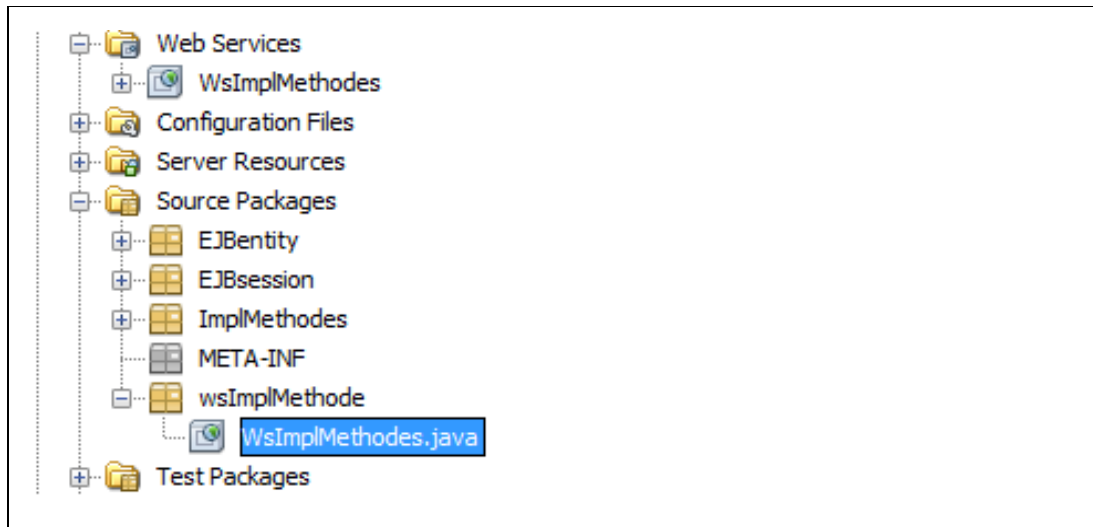 Web Services
WsImplMethodes
Configuration Files
Server Resources
Source Packages
EJBentity
EJBsession
ImplMethodes
META-INF
wsImplMethode
WsImplMethodes.java
Test Packages